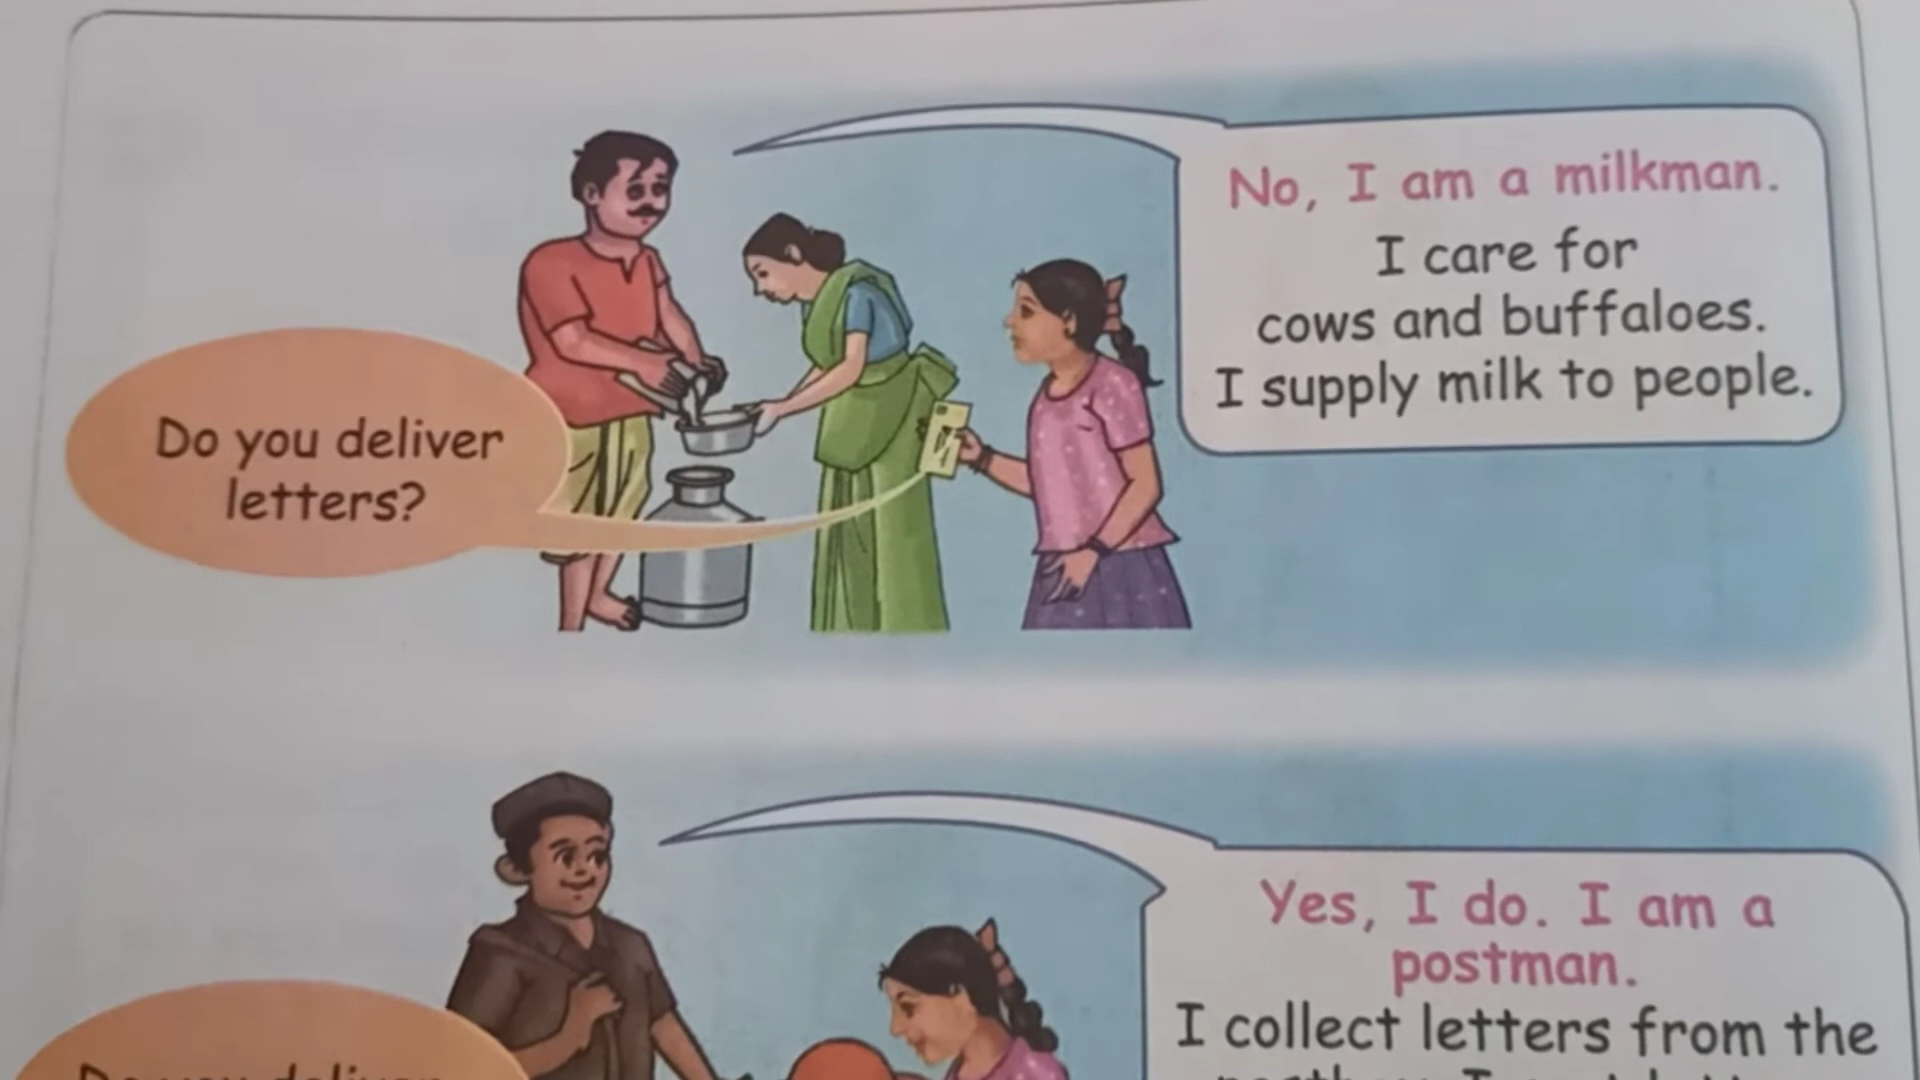 No, I am a milkman.
I care for
cows and buffaloes.
I supply milk to people.
Do you deliver
letters?
Yes, I do. I am a
postman.
I collect letters from the